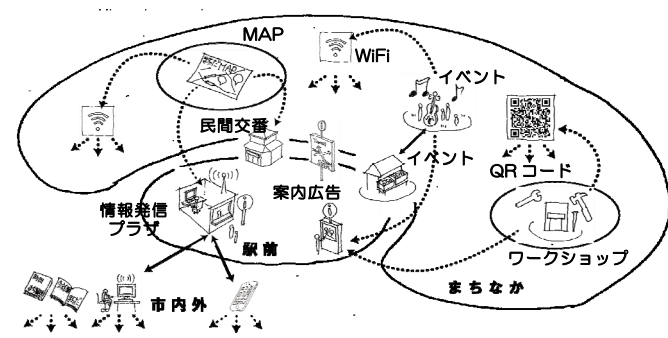 MAP
WiFi
イベント
民間交番
イベント
QRコード
案内広告
情報発信
プラザ
駅前
ワークショップ
まちなか
市内外